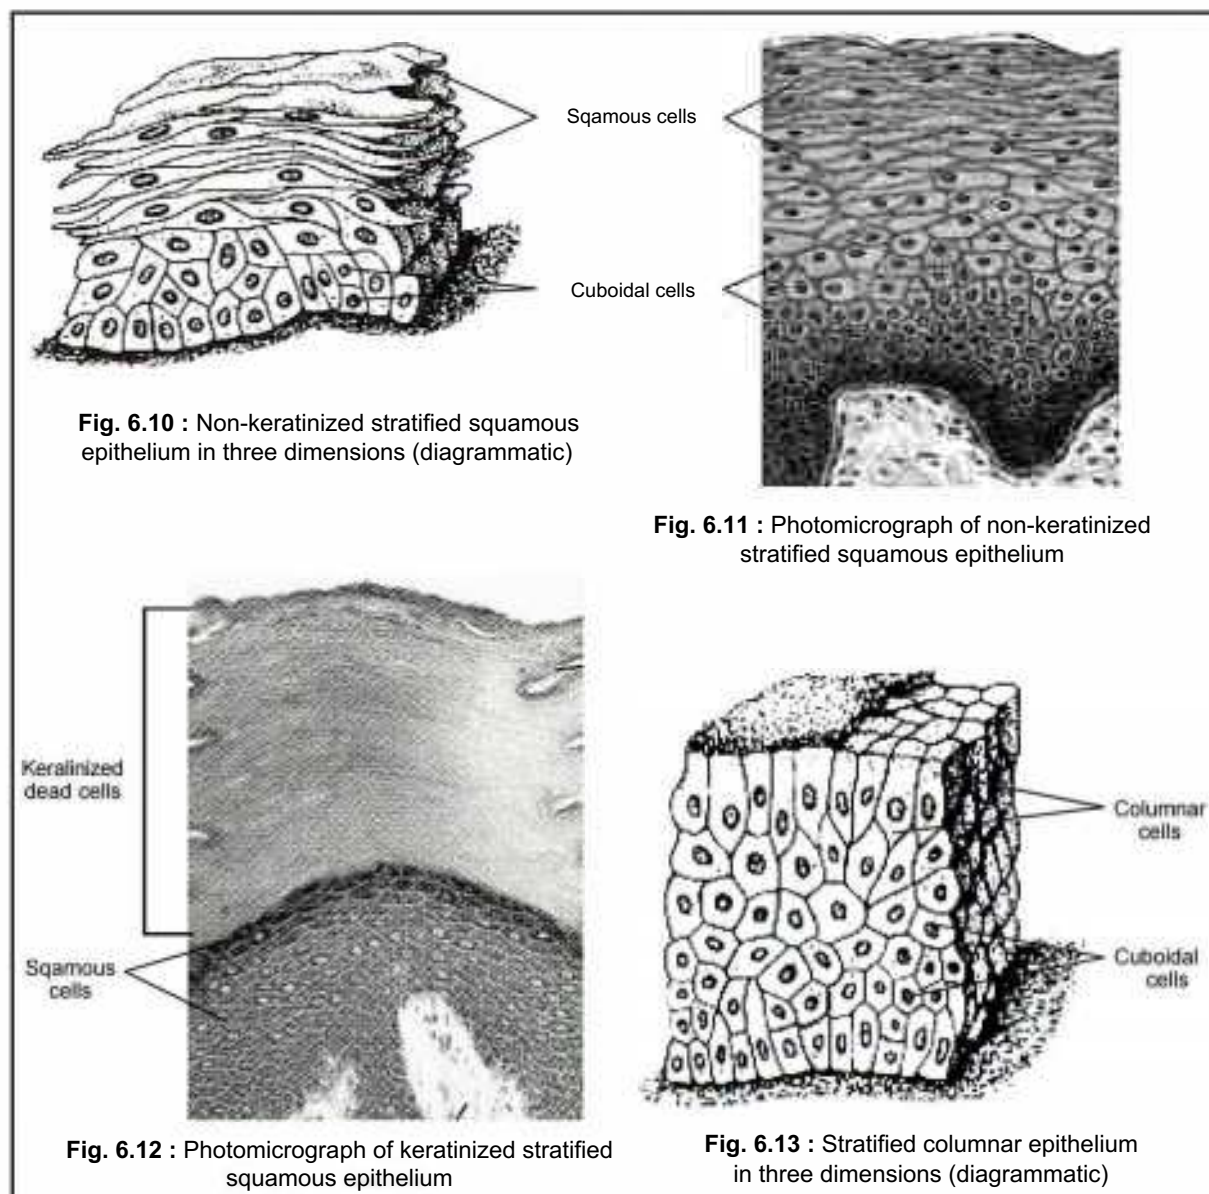 Sqamous cells
Cuboidal cells
Fig. 6.10 : Non-keratinized stratified squamous
epithelium in three dimensions (diagrammatic)
Fig. 6.11 : Photomicrograph of non-keratinized
stratified squamous epithelium
Keralinized
dead cells
Sqamous
cells
Columnar
cells
Cuboidal
cells
Fig. 6.12 : Photomicrograph of keratinized stratified
squamous epithelium
Fig. 6.13 : Stratified columnar epithelium
in three dimensions (diagrammatic)